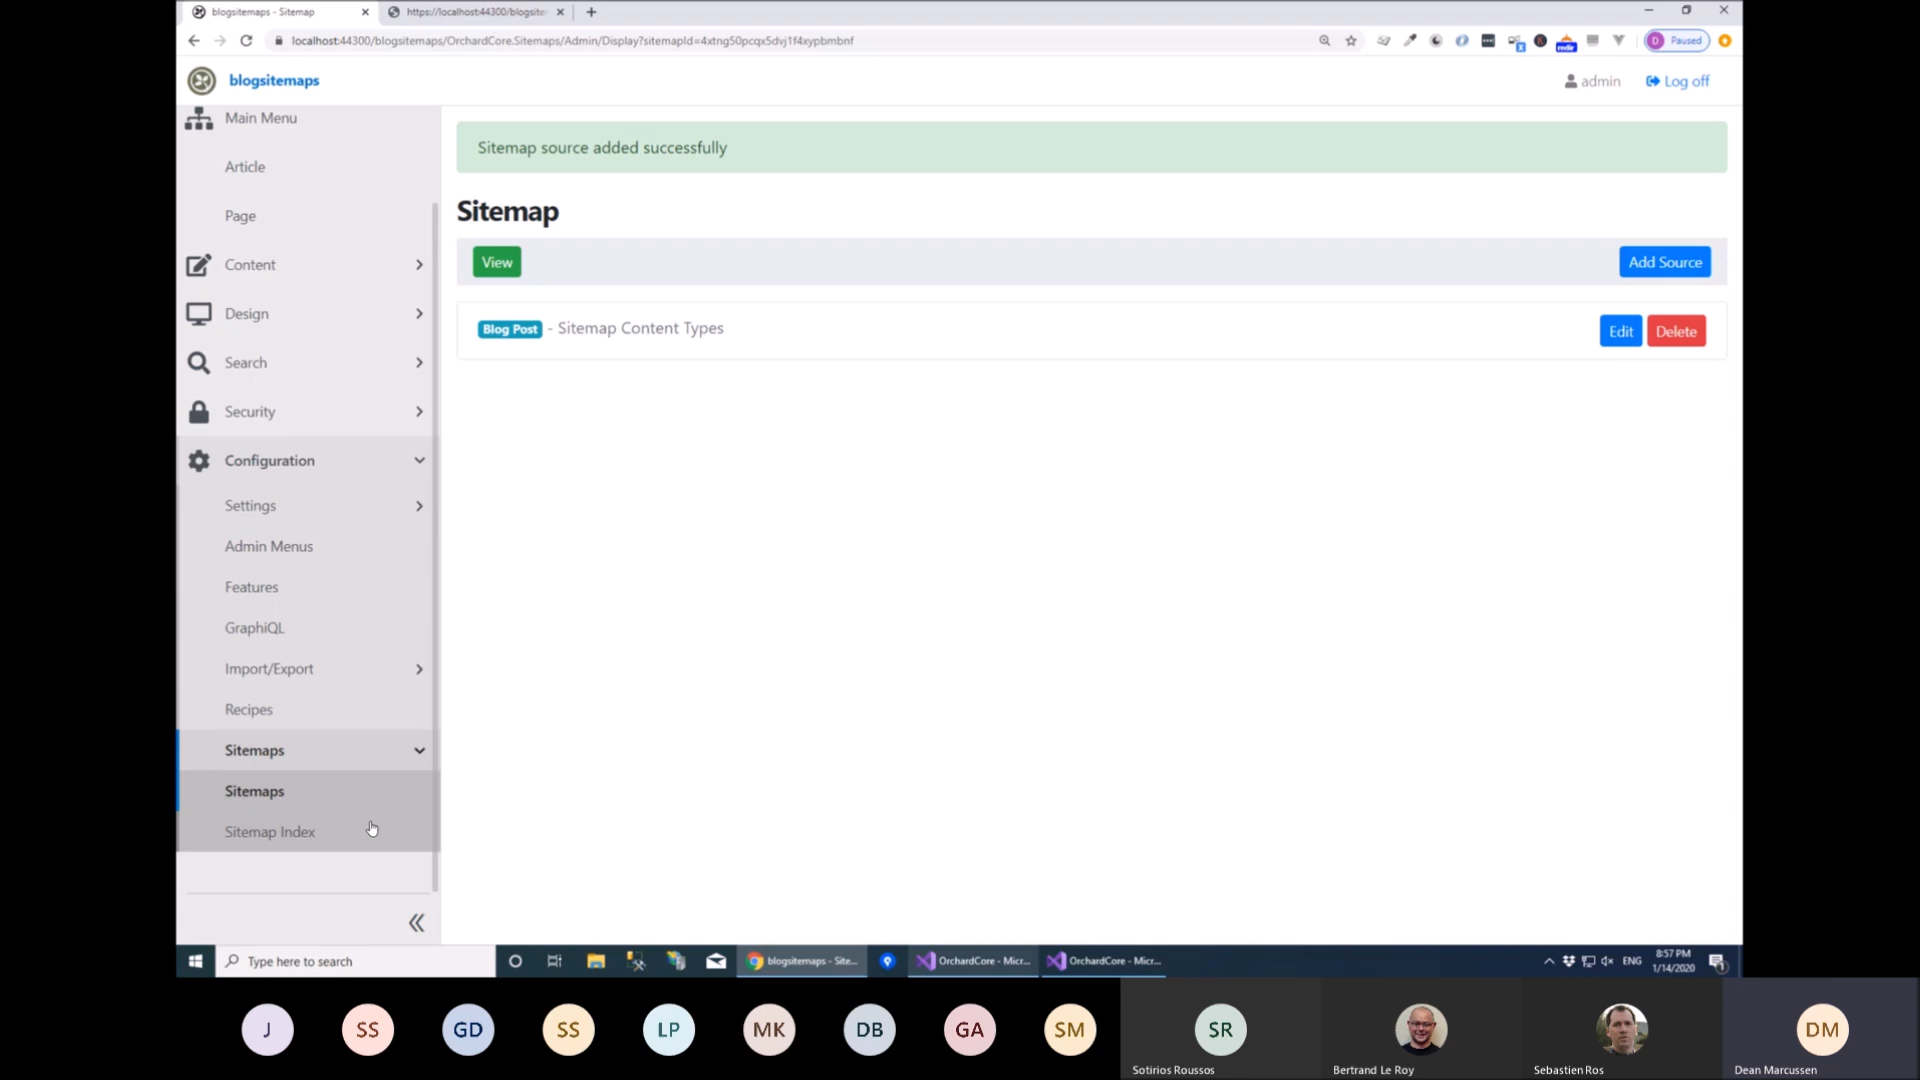 blogsitemaps - Sitemap
https://localhost:44300/blogsite
localhost:44300/blogsitemaps/OrchardCore.Sitemaps/Admin/Display?sitemapId=4xtng50pcqx5dvj1f4xypbmbnf
Paused
blogsitemaps
admin
Log off
Main Menu
Article
Page
Content
Design
Search
Security
Configuration
Settings
Admin Menus
Features
GraphiQL
Import/Export
Recipes
Sitemaps
Sitemaps
Sitemap Index
Sitemap source added successfully
Sitemap
View
Add Source
Blog Post - Sitemap Content Types
Edit
Delete
Type here to search
blogsitemaps - Site...
OrchardCore - Micr...
OrchardCore - Micr...
ENG
8:57 PM
1/14/2020
J
SS
GD
SS
LP
MK
DB
GA
SM
SR
DM
Sotirios Roussos
Bertrand Le Roy
Sebastien Ros
Dean Marcussen